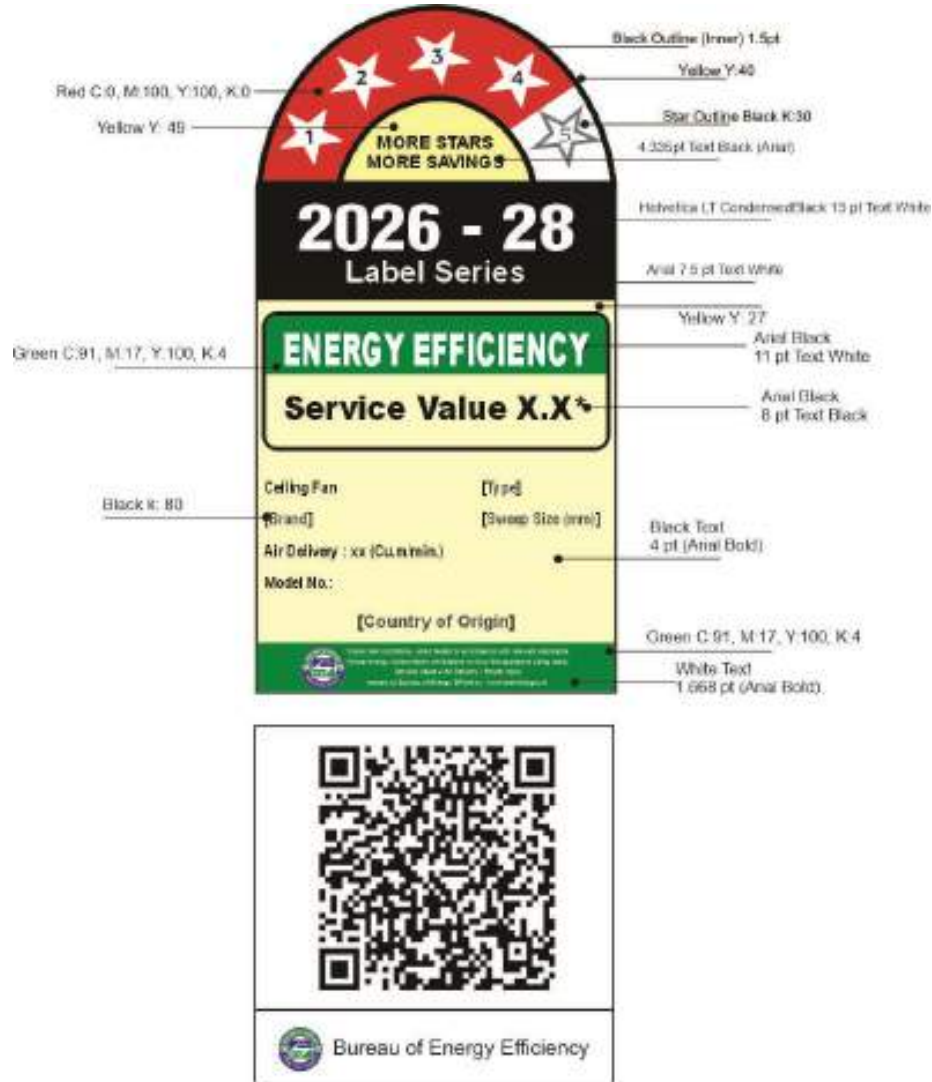 Black Outline (Inner) 1.5pt
Yellow Y:40
Red C:0, M:100, Y:100, K:0
Star Outline Black K:30
Yellow Y: 45
4.335pt Text Black (Arial)
1
2
3
4
5
MORE STARS
MORE SAVINGS
Helvetica LT CondensedBlack 13 pt Text White
2026 - 28
Label Series
Arial 7.5 pt Text White
Yellow Y: 27
Green C:91, M:17, Y:100, K:4
ENERGY EFFICIENCY
Arial Black
11 pt Text White
Service Value X.X*
Arial Black
8 pt Text Black
Ceiling Fan [Type]
Black K: 80
[Brand] [Sweep Size (mm)]
Black Text
4 pt (Arial Bold)
Air Delivery : xx (Cu.m/min.)
Model No.:
[Country of Origin]
Green C:91, M:17, Y:100, K:4
White Text
1.668 pt (Arial Bold)
Bureau of Energy Efficiency